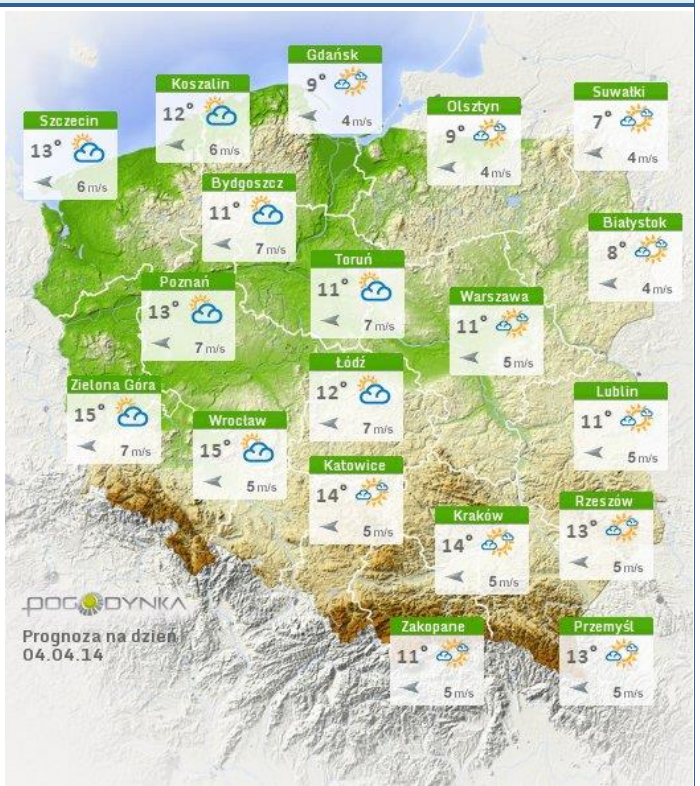 Gdańsk
9°
4 m/s
Koszalin
12°
6 m/s
Suwałki
7°
4 m/s
Olsztyn
9°
4 m/s
Szczecin
13°
6 m/s
Bydgoszcz
11°
7 m/s
Białystok
8°
4 m/s
Toruń
11°
7 m/s
Poznań
13°
7 m/s
Warszawa
11°
5 m/s
Łódź
12°
7 m/s
Zielona Góra
15°
7 m/s
Lublin
11°
5 m/s
Wrocław
15°
5 m/s
Katowice
14°
5 m/s
Rzeszów
13°
5 m/s
Kraków
14°
5 m/s
POGODYNKA
Prognoza na dzień
04.04.14
Zakopane
11°
5 m/s
Przemyśl
13°
5 m/s